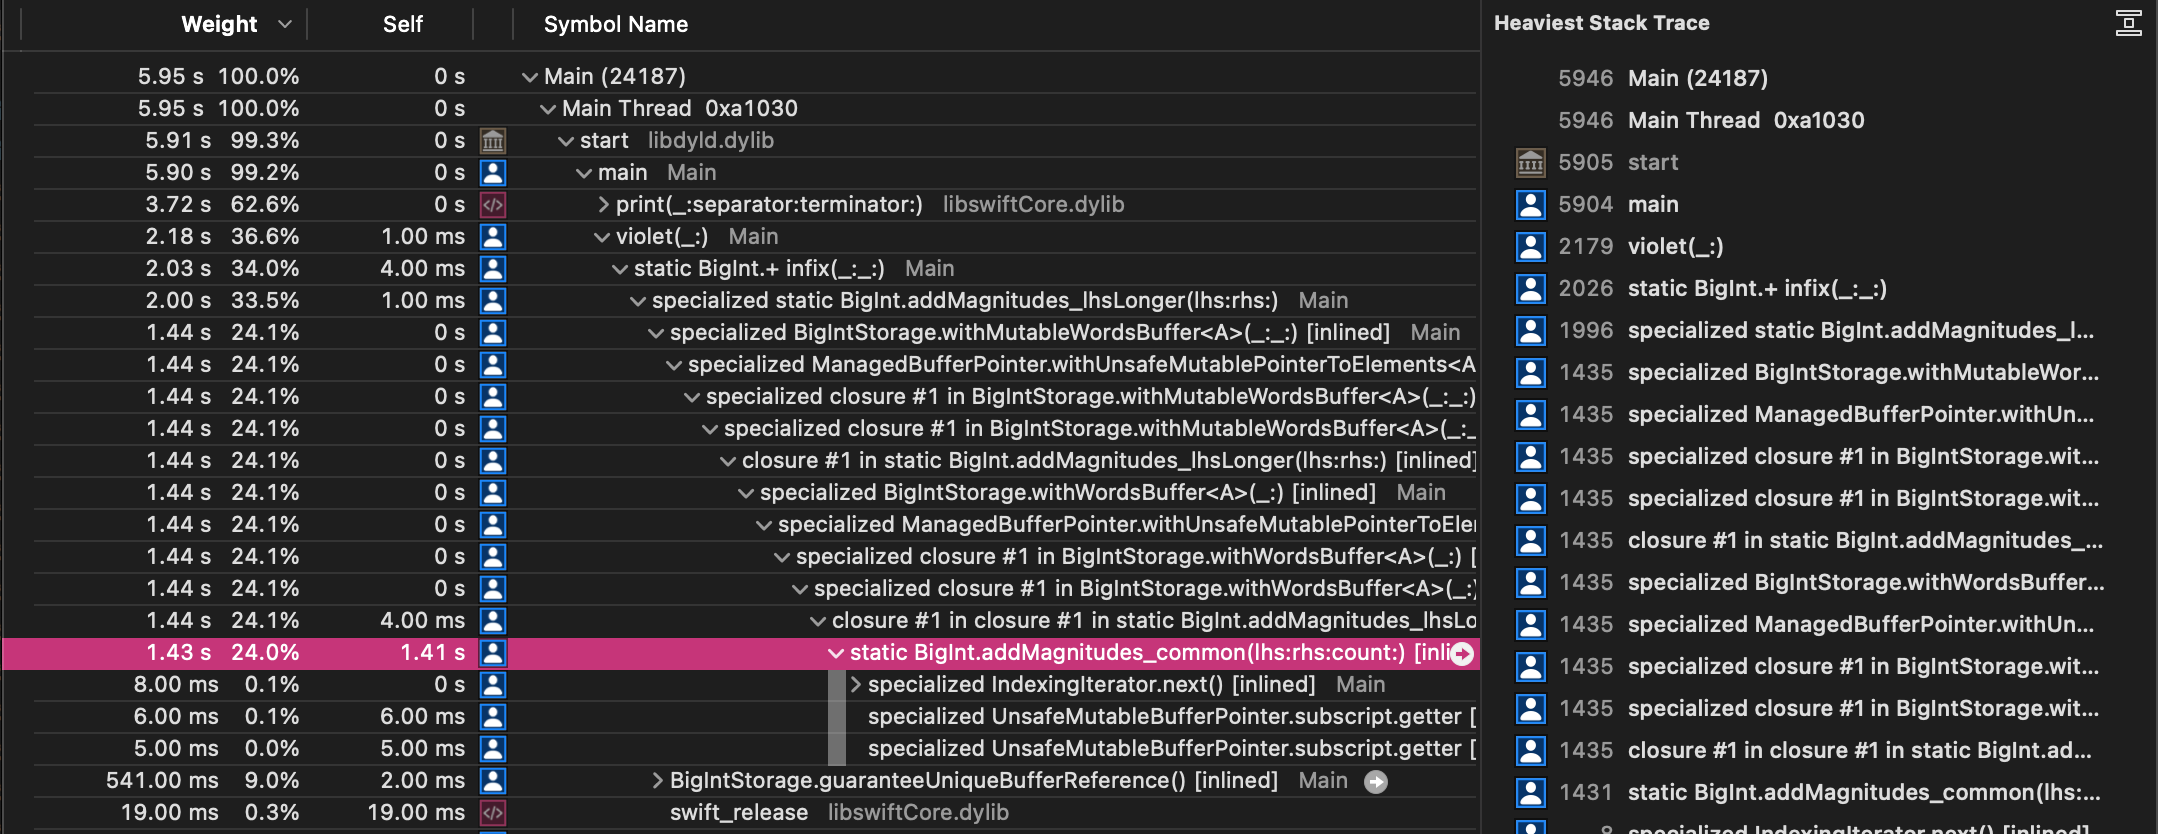 Weight Self Symbol Name
5.95 s 100.0% 0 s Main (24187)
5.95 s 100.0% 0 s Main Thread 0xa1030
5.91 s 99.3% 0 s start libdyld.dylib
5.90 s 99.2% 0 s main Main
3.72 s 62.6% 0 s print(_:separator:terminator:) libswiftCore.dylib
2.18 s 36.6% 1.00 ms violet(_:) Main
2.03 s 34.0% 4.00 ms static BigInt.+ infix(_:_:) Main
2.00 s 33.5% 1.00 ms specialized static BigInt.addMagnitudes_lhsLonger(lhs:rhs:) Main
1.44 s 24.1% 0 s specialized BigIntStorage.withMutableWordsBuffer<A>(_:_:) [inlined] Main
1.44 s 24.1% 0 s specialized ManagedBufferPointer.withUnsafeMutablePointerToElements<A
1.44 s 24.1% 0 s specialized closure #1 in BigIntStorage.withMutableWordsBuffer<A>(_:_:)
1.44 s 24.1% 0 s specialized closure #1 in BigIntStorage.withMutableWordsBuffer<A>(_:_
1.44 s 24.1% 0 s closure #1 in static BigInt.addMagnitudes_lhsLonger(lhs:rhs:) [inlined]
1.44 s 24.1% 0 s specialized BigIntStorage.withWordsBuffer<A>(_:) [inlined] Main
1.44 s 24.1% 0 s specialized ManagedBufferPointer.withUnsafeMutablePointerToEler
1.44 s 24.1% 0 s specialized closure #1 in BigIntStorage.withWordsBuffer<A>(_:) [
1.44 s 24.1% 0 s specialized closure #1 in BigIntStorage.withWordsBuffer<A>(_:)
1.44 s 24.1% 4.00 ms closure #1 in closure #1 in static BigInt.addMagnitudes_lhsLo
1.43 s 24.0% 1.41 s static BigInt.addMagnitudes_common(lhs:rhs:count:) [inli
8.00 ms 0.1% 0 s specialized IndexingIterator.next() [inlined] Main
6.00 ms 0.1% 6.00 ms specialized UnsafeMutableBufferPointer.subscript.getter [
5.00 ms 0.0% 5.00 ms specialized UnsafeMutableBufferPointer.subscript.getter [
541.00 ms 9.0% 2.00 ms BigIntStorage.guaranteeUniqueBufferReference() [inlined] Main
19.00 ms 0.3% 19.00 ms swift_release libswiftCore.dylib
Heaviest Stack Trace
5946 Main (24187)
5946 Main Thread 0xa1030
5905 start
5904 main
2179 violet(_:)
2026 static BigInt.+ infix(_:_:)
1996 specialized static BigInt.addMagnitudes_l...
1435 specialized BigIntStorage.withMutableWor...
1435 specialized ManagedBufferPointer.withUn...
1435 specialized closure #1 in BigIntStorage.wit...
1435 specialized closure #1 in BigIntStorage.wit...
1435 closure #1 in static BigInt.addMagnitudes_...
1435 specialized BigIntStorage.withWordsBuffer...
1435 specialized ManagedBufferPointer.withUn...
1435 specialized closure #1 in BigIntStorage.wit...
1435 specialized closure #1 in BigIntStorage.wit...
1435 closure #1 in closure #1 in static BigInt.ad...
1431 static BigInt.addMagnitudes_common(lhs:...
8 specialized IndexingIterator.next() [inlined]